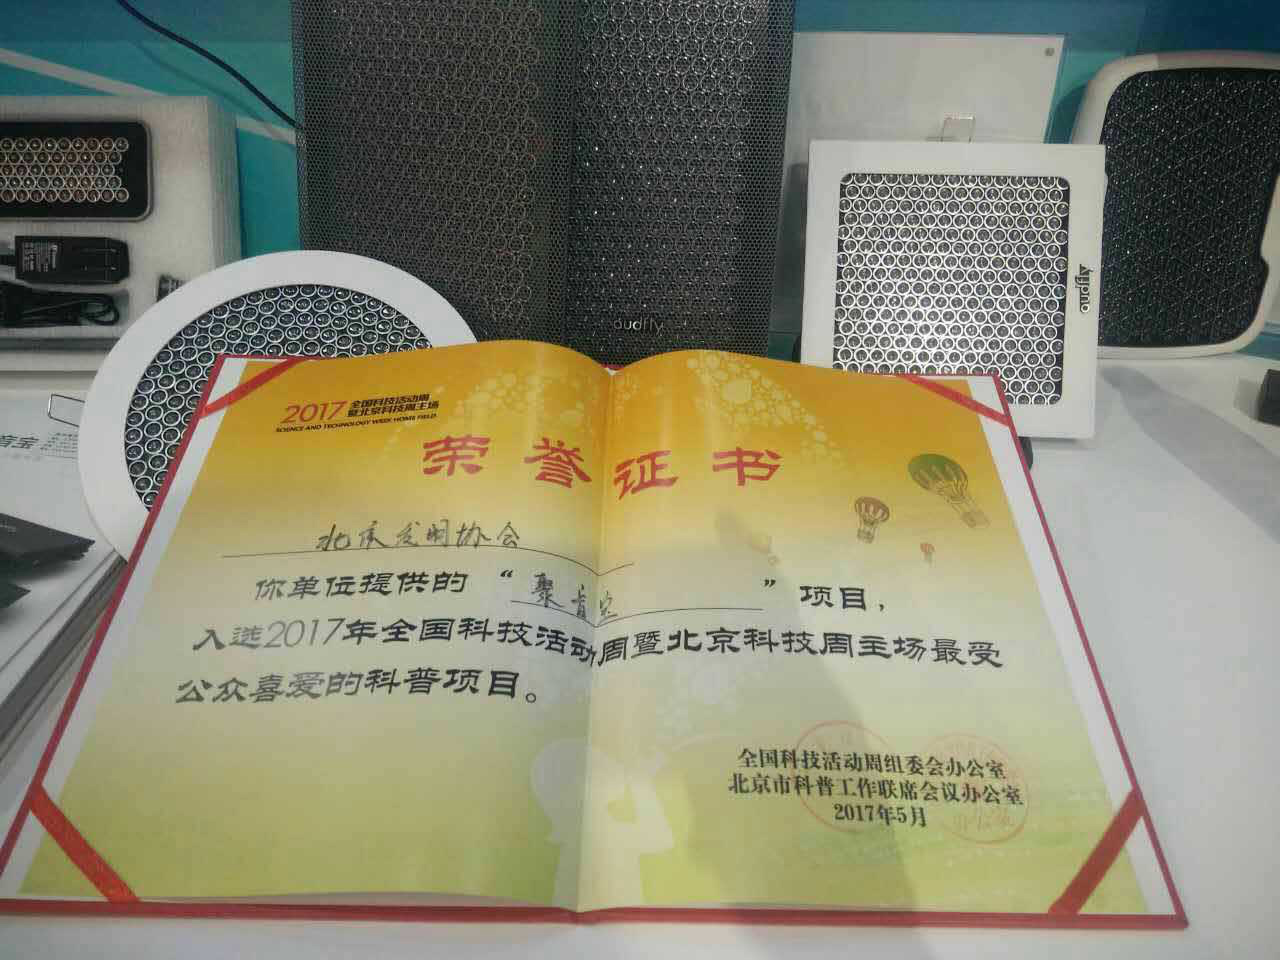 audfly
audfly
音宝
2017 全国科技活动周
暨北京科技周主场
SCIENCE AND TECHNOLOGY WEEK HOME FIELD
荣誉证书
北京发明协会
你单位提供的“聚音宝”项目，
入选2017年全国科技活动周暨北京科技周主场最受
公众喜爱的科普项目。
全国科技活动周组委会办公室
北京市科普工作联席会议办公室
2017年5月